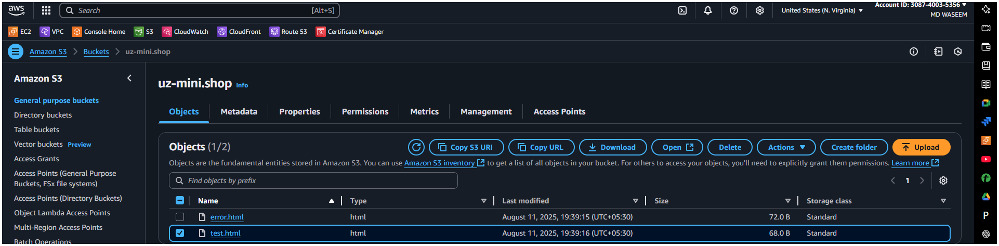 aws
Search [Alt+S]
United States (N. Virginia)
Account ID: 3087-4003-5356
MD WASEEM
EC2 VPC Console Home S3 CloudWatch CloudFront Route 53 Certificate Manager
Amazon S3 > Buckets > uz-mini.shop
Amazon S3
General purpose buckets
Directory buckets
Table buckets
Vector buckets Preview
Access Grants
Access Points (General Purpose
Buckets, FSx file systems)
Access Points (Directory Buckets)
Object Lambda Access Points
Multi-Region Access Points
Batch Operations
uz-mini.shop Info
Objects Metadata Properties Permissions Metrics Management Access Points
Objects (1/2)
Copy S3 URI Copy URL Download Open Delete Actions Create folder Upload
Objects are the fundamental entities stored in Amazon S3. You can use Amazon S3 inventory to get a list of all objects in your bucket. For others to access your objects, you'll need to explicitly grant them permissions. Learn more
Find objects by prefix
1
Name Type Last modified Size Storage class
error.html html August 11, 2025, 19:39:15 (UTC+05:30) 72.0 B Standard
test.html html August 11, 2025, 19:39:16 (UTC+05:30) 68.0 B Standard
P